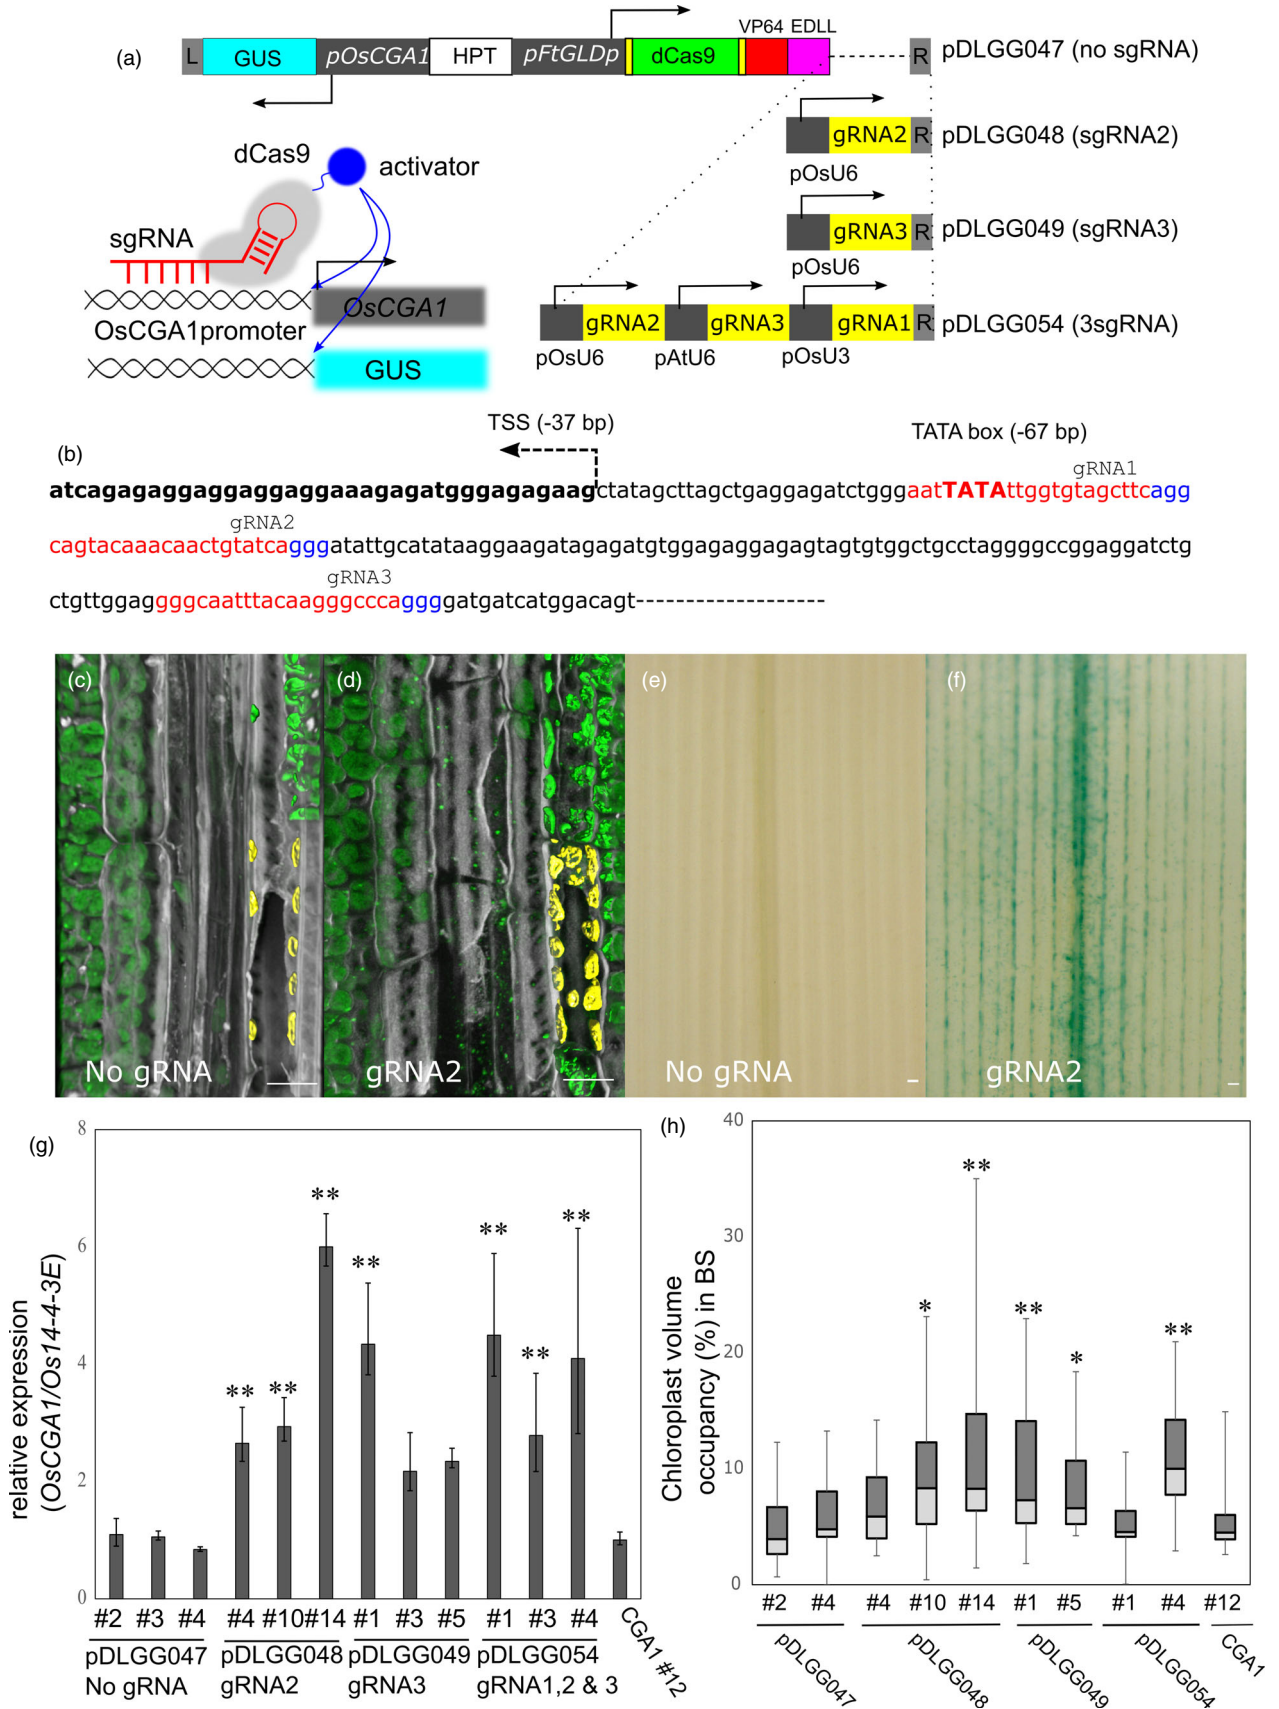 (a)
L GUS pOsCGA1 HPT pFtGLDp dCas9 VP64 EDLL R pDLGG047 (no sgRNA)
gRNA2 R pDLGG048 (sgRNA2)
pOsU6
gRNA3 R pDLGG049 (sgRNA3)
pOsU6
gRNA2 gRNA3 gRNA1 R pDLGG054 (3sgRNA)
pOsU6 pAtU6 pOsU3
dCas9
activator
sgRNA
OsCGA1
OsCGA1promoter
GUS
(b)
TSS (-37 bp)
TATA box (-67 bp)
gRNA1
atcagagaggaggaggaggaaagagatgggagagaagctatagcttagctgaggagatctgggaatTATAttggtgtagcttcagg
gRNA2
cagtacaaacaactgtatcagggatattgcatataaggaagatagagatgtggagaggagagtagtgtggctgcctaggggccggaggatctg
gRNA3
ctgttggaggggcaatttacaagggcccaggggatgatcatggacagt-------------------
(c) No gRNA
(d) gRNA2
(e) No gRNA
(f) gRNA2
(g)
relative expression
(OsCGA1/Os14-4-3E)
8
6
4
2
0
** ** ** ** ** ** **
#2 #3 #4 #4 #10 #14 #1 #3 #5 #1 #3 #4 CGA1 #12
pDLGG047 pDLGG048 pDLGG049 pDLGG054
No gRNA gRNA2 gRNA3 gRNA1,2 & 3
(h)
Chloroplast volume
occupancy (%) in BS
40
30
20
10
0
* ** ** * **
#2 #4 #4 #10 #14 #1 #5 #1 #4 #12
pDLGG047 pDLGG048 pDLGG049 pDLGG054 CGA1